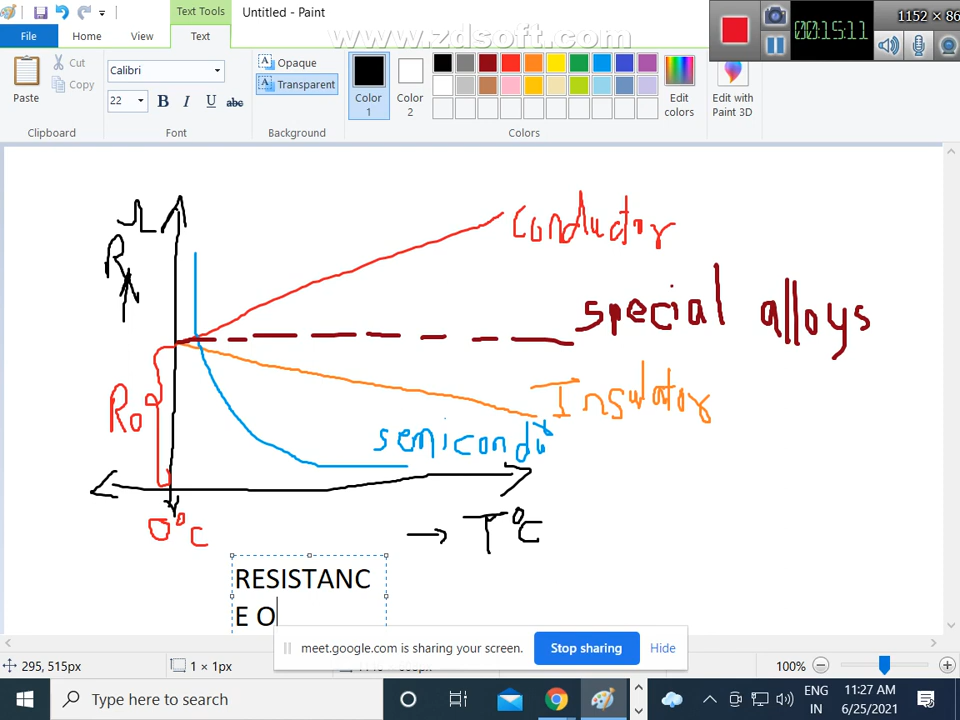 Text Tools
Untitled - Paint
1152 × 86
00:15:11
www.zdsoft.com
File
Home
View
Text
Paste
Cut
Copy
Calibri
22
B I U abc
Opaque
Transparent
Color 1
Color 2
Edit colors
Edit with Paint 3D
Clipboard
Font
Background
Colors
Ω
R
conductor
special alloys
Insulator
semicondu
R0
0°C
→ T°C
RESISTANC
E O
meet.google.com is sharing your screen.
Stop sharing
Hide
295, 515px
1 × 1px
100%
Type here to search
ENG
IN
11:27 AM
6/25/2021